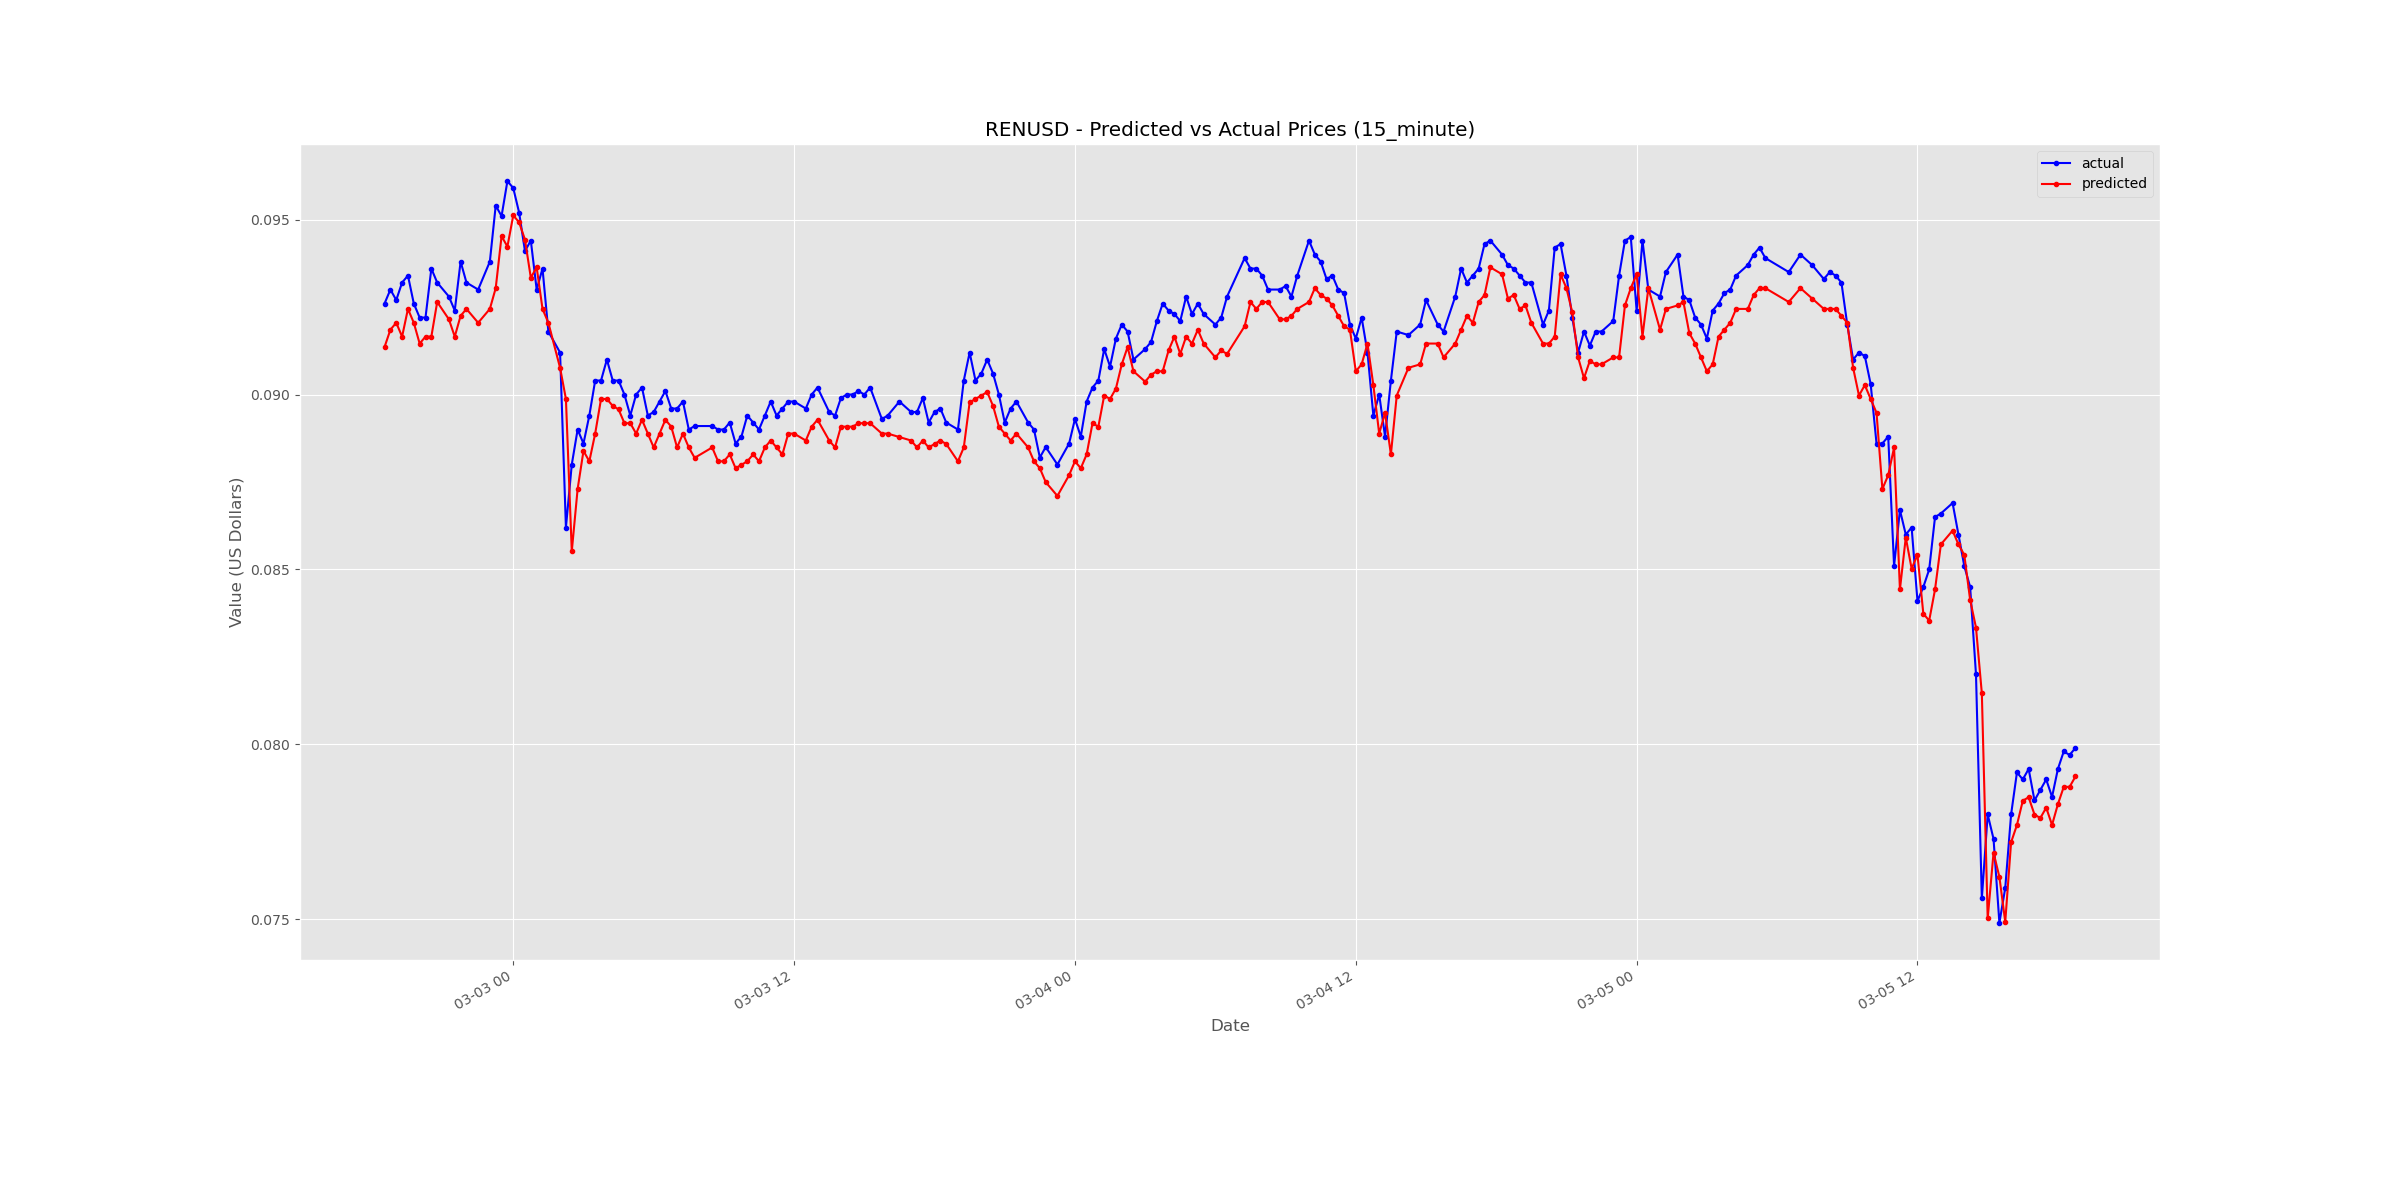 RENUSD - Predicted vs Actual Prices (15_minute)
actual
predicted
0.095
0.090
0.085
0.080
0.075
Value (US Dollars)
03-03 00
03-03 12
03-04 00
03-04 12
03-05 00
03-05 12
Date